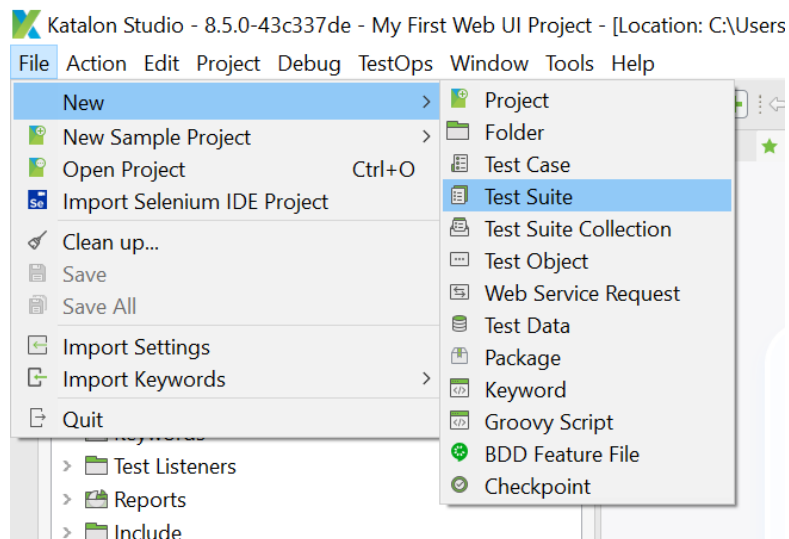 Katalon Studio - 8.5.0-43c337de - My First Web UI Project - [Location: C:\Users
File Action Edit Project Debug TestOps Window Tools Help
New
New Sample Project
Open Project Ctrl+O
Se Import Selenium IDE Project
Clean up...
Save
Save All
Import Settings
Import Keywords
Quit
Project
Folder
Test Case
Test Suite
Test Suite Collection
Test Object
Web Service Request
Test Data
Package
Keyword
Groovy Script
BDD Feature File
Checkpoint
Keywords
Test Listeners
Reports
Include